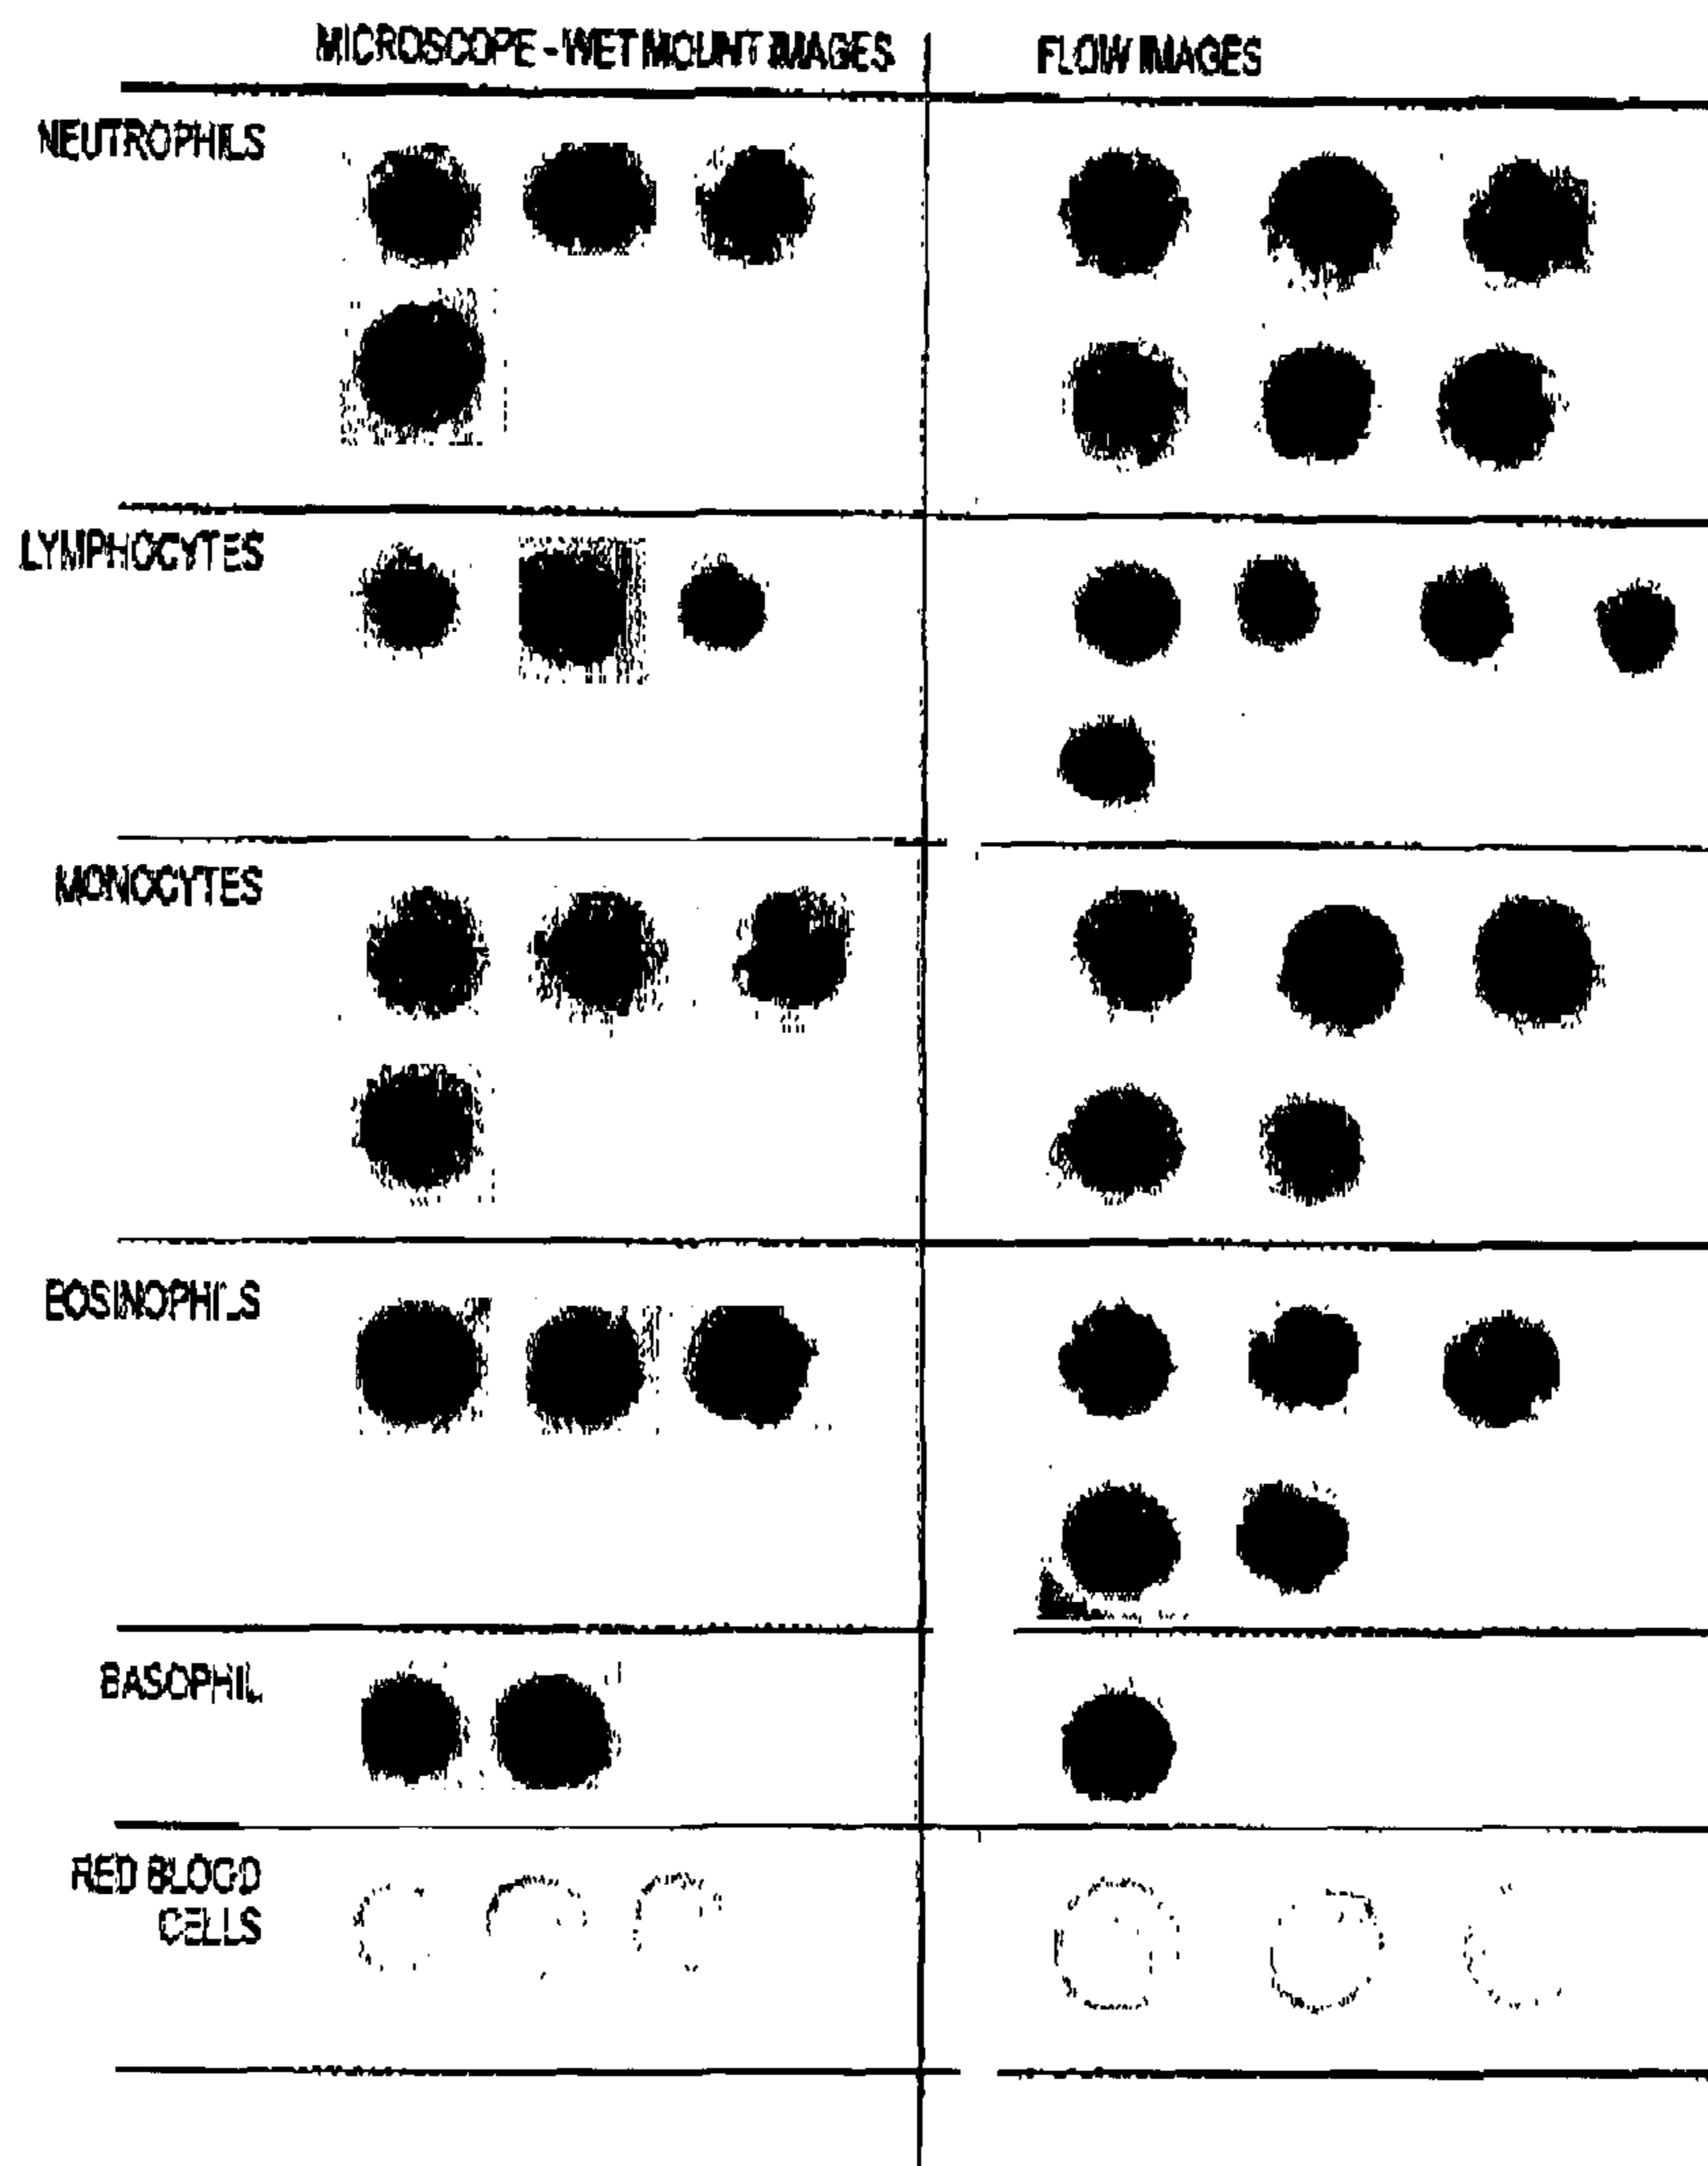 MICROSCOPE - WET MOUNT IMAGES
FLOW IMAGES
NEUTROPHILS
LYMPHOCYTES
MONOCYTES
EOSINOPHILS
BASOPHIL
RED BLOOD
CELLS